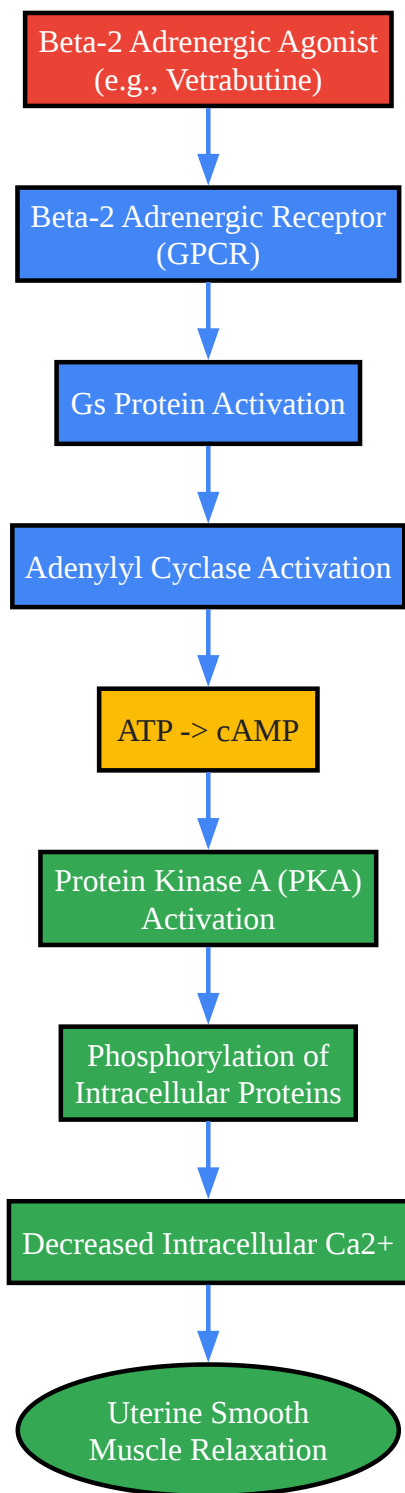 Beta-2 Adrenergic Agonist
(e.g., Vetrabutine)
Beta-2 Adrenergic Receptor
(GPCR)
Gs Protein Activation
Adenylyl Cyclase Activation
ATP -> cAMP
Protein Kinase A (PKA)
Activation
Phosphorylation of
Intracellular Proteins
Decreased Intracellular Ca2+
Uterine Smooth
Muscle Relaxation